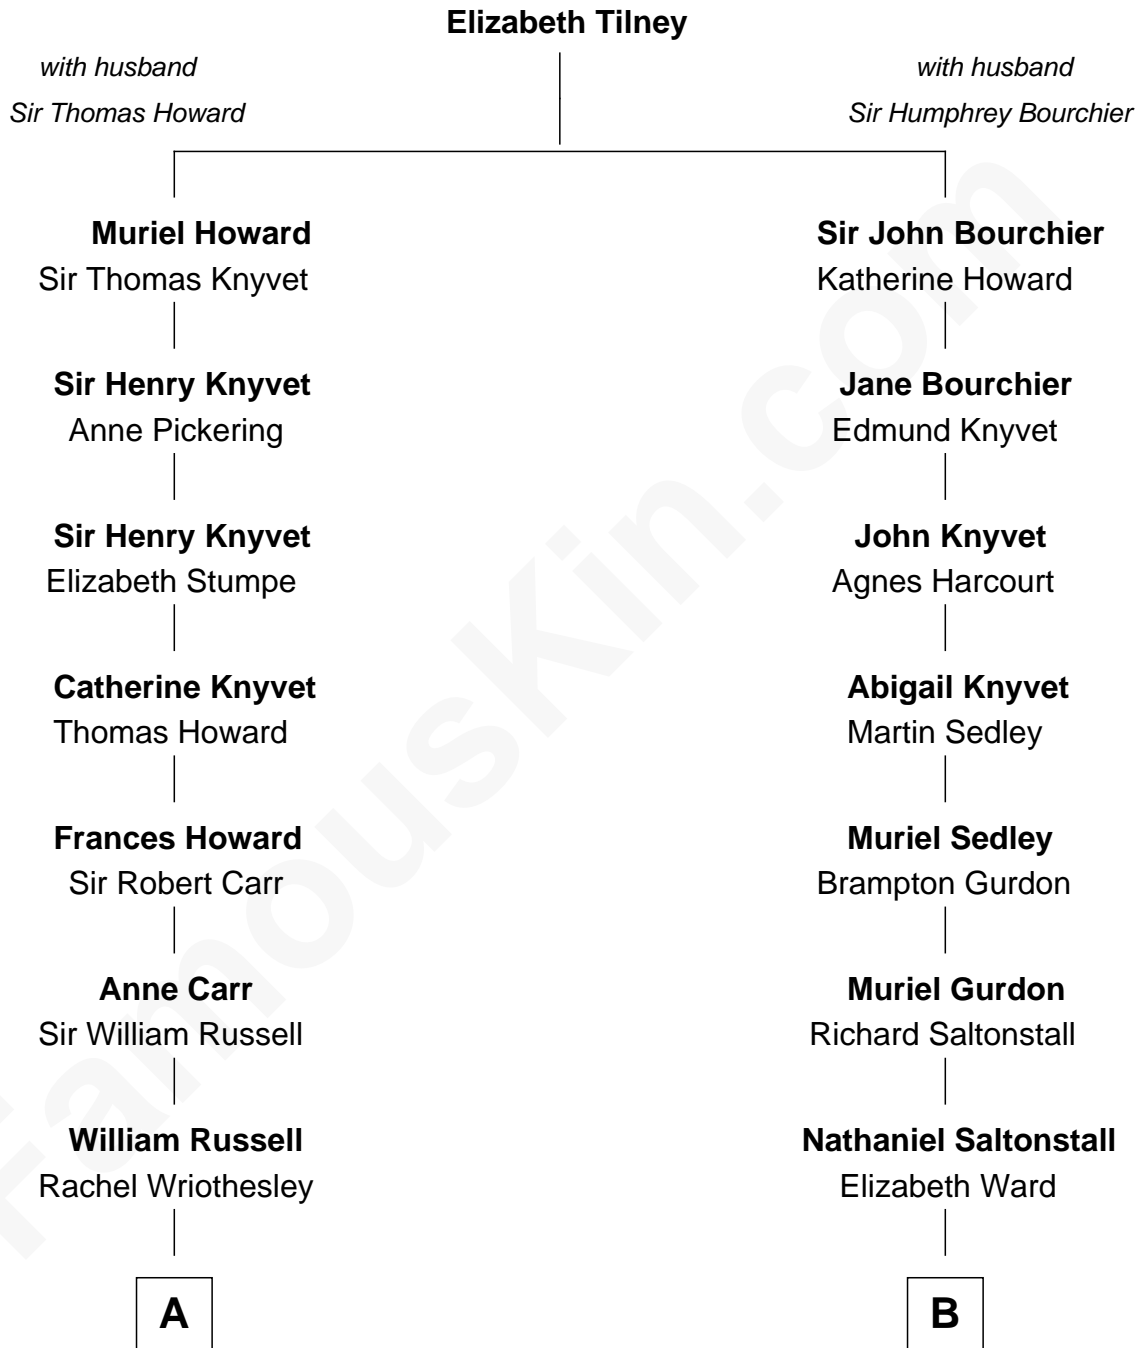 Elizabeth Tilney
with husband
Sir Thomas Howard
with husband
Sir Humphrey Bourchier
Muriel Howard
Sir Thomas Knyvet
Sir John Bourchier
Katherine Howard
Sir Henry Knyvet
Anne Pickering
Jane Bourchier
Edmund Knyvet
Sir Henry Knyvet
Elizabeth Stumpe
John Knyvet
Agnes Harcourt
Catherine Knyvet
Thomas Howard
Abigail Knyvet
Martin Sedley
Frances Howard
Sir Robert Carr
Muriel Sedley
Brampton Gurdon
Anne Carr
Sir William Russell
Muriel Gurdon
Richard Saltonstall
William Russell
Rachel Wriothesley
Nathaniel Saltonstall
Elizabeth Ward
A
B
FamousKin.com